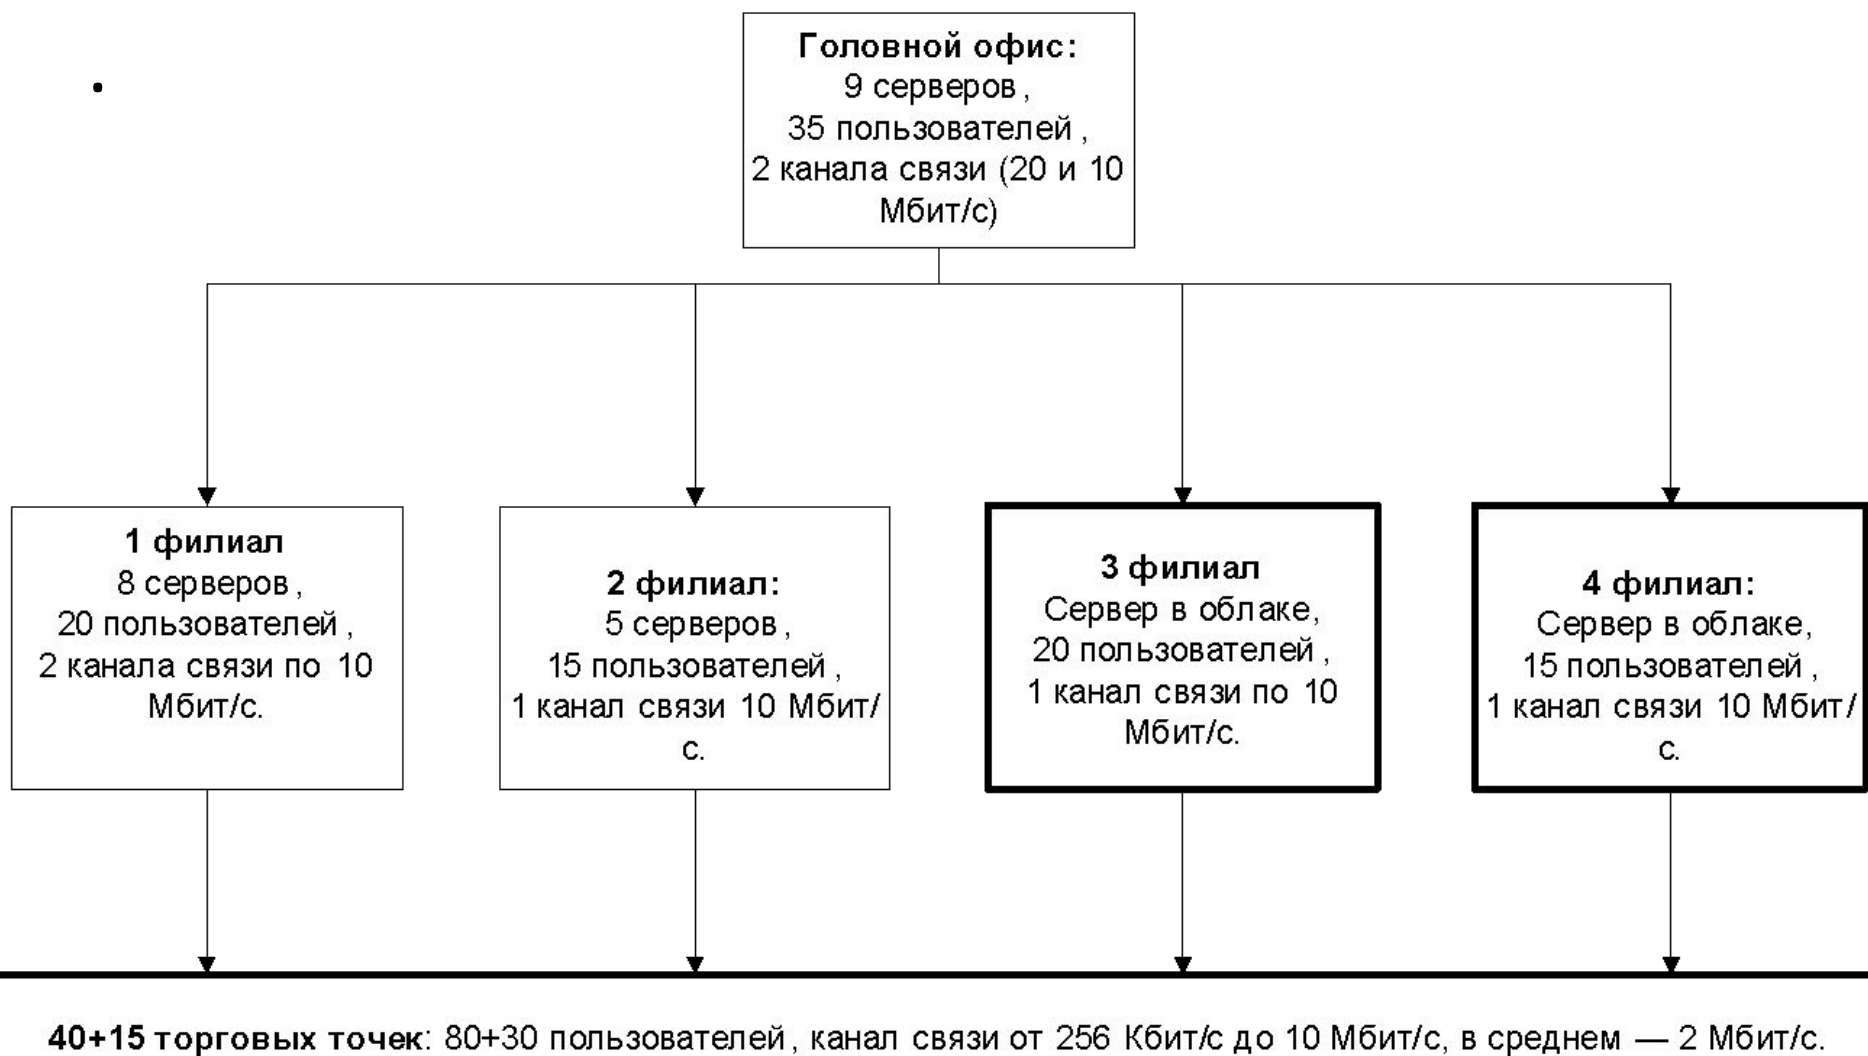 Головной офис:
9 серверов,
35 пользователей,
2 канала связи (20 и 10
Мбит/с)
1 филиал
8 серверов,
20 пользователей,
2 канала связи по 10
Мбит/с.
2 филиал:
5 серверов,
15 пользователей,
1 канал связи 10 Мбит/
с.
3 филиал
Сервер в облаке,
20 пользователей,
1 канал связи по 10
Мбит/с.
4 филиал:
Сервер в облаке,
15 пользователей,
1 канал связи 10 Мбит/
с.
40+15 торговых точек: 80+30 пользователей, канал связи от 256 Кбит/с до 10 Мбит/с, в среднем — 2 Мбит/с.